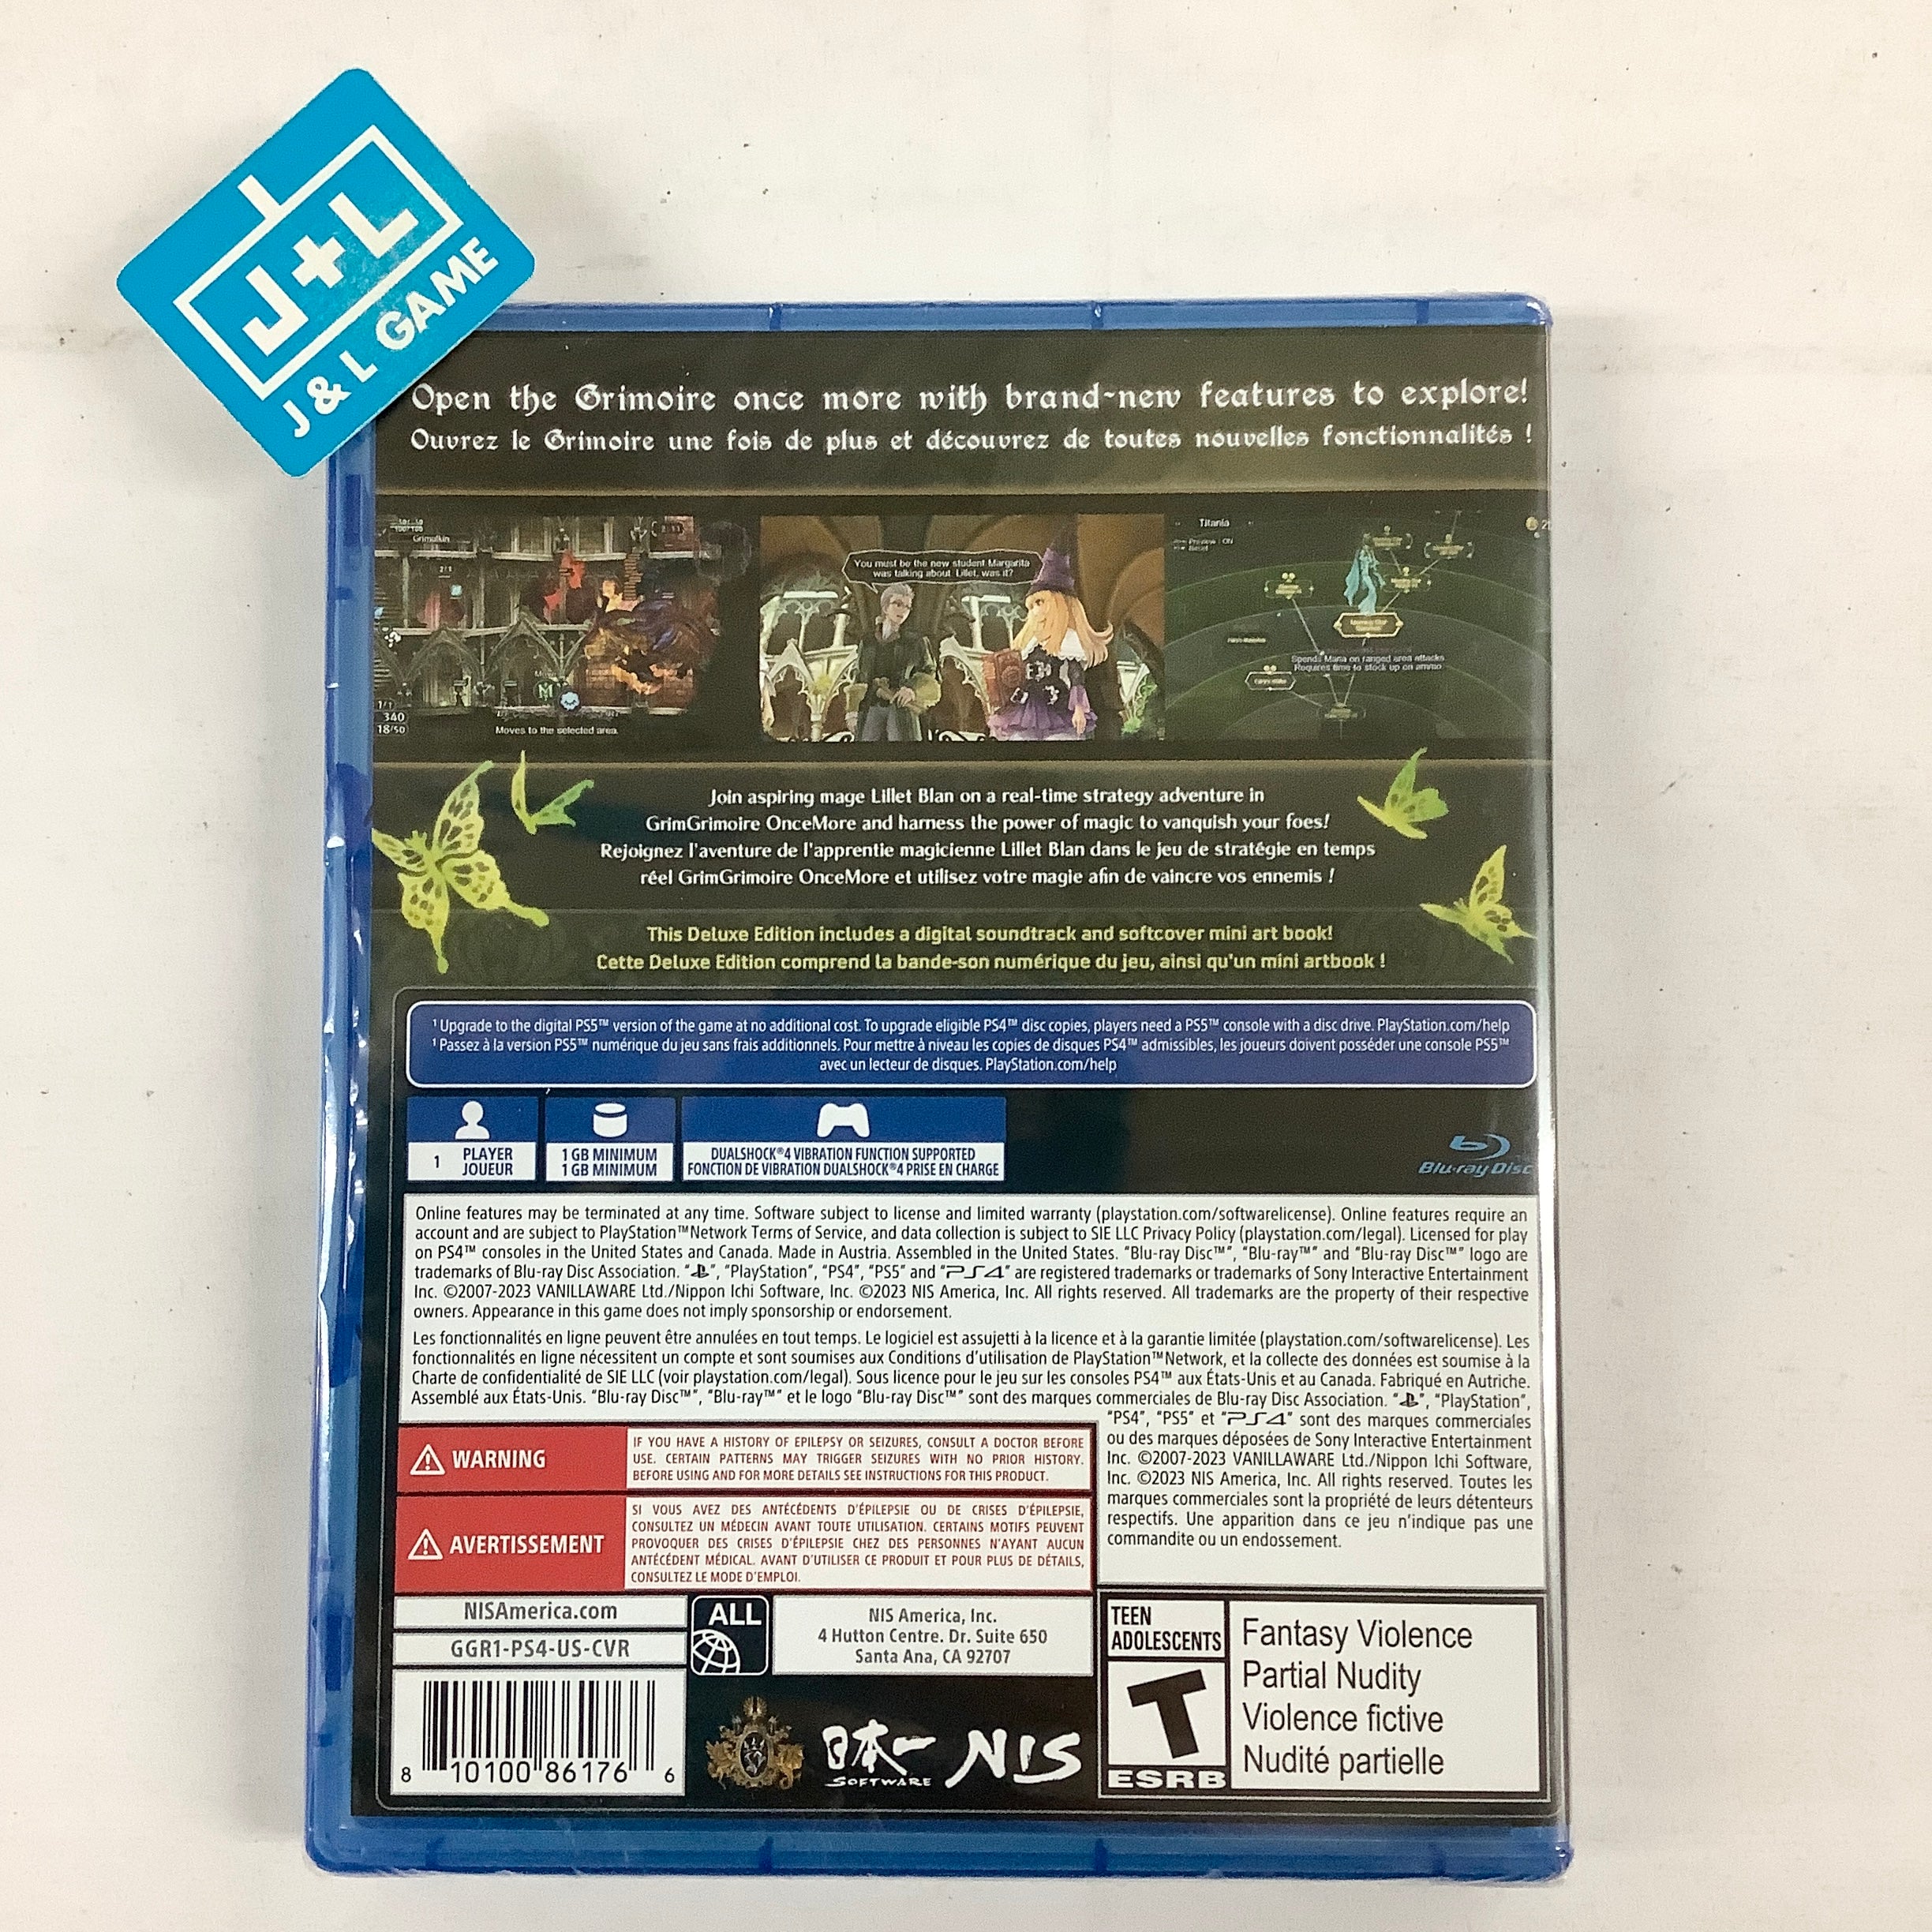 J+L
J & L GAME
Open the Grimoire once more with brand-new features to explore!
Ouvrez le Grimoire une fois de plus et découvrez de toutes nouvelles fonctionnalités !
Grimalkin
2/1
1/1
340
18/50
Moves to the selected area.
You must be the new student Margarita
was talking about. Lillet, was it?
Titania
Preview : ON
Spends Mana on ranged area attacks
Requires time to stock up on ammo
Join aspiring mage Lillet Blan on a real-time strategy adventure in
GrimGrimoire OnceMore and harness the power of magic to vanquish your foes!
Rejoignez l'aventure de l'apprentie magicienne Lillet Blan dans le jeu de stratégie en temps
réel GrimGrimoire OnceMore et utilisez votre magie afin de vaincre vos ennemis !
This Deluxe Edition includes a digital soundtrack and softcover mini art book!
Cette Deluxe Edition comprend la bande-son numérique du jeu, ainsi qu'un mini artbook !
¹ Upgrade to the digital PS5™ version of the game at no additional cost. To upgrade eligible PS4™ disc copies, players need a PS5™ console with a disc drive. PlayStation.com/help
¹ Passez à la version PS5™ numérique du jeu sans frais additionnels. Pour mettre à niveau les copies de disques PS4™ admissibles, les joueurs doivent posséder une console PS5™
avec un lecteur de disques. PlayStation.com/help
1 PLAYER
JOUEUR
1 GB MINIMUM
1 GB MINIMUM
DUALSHOCK®4 VIBRATION FUNCTION SUPPORTED
FONCTION DE VIBRATION DUALSHOCK®4 PRISE EN CHARGE
Blu-ray Disc
Online features may be terminated at any time. Software subject to license and limited warranty (playstation.com/softwarelicense). Online features require an
account and are subject to PlayStation™Network Terms of Service, and data collection is subject to SIE LLC Privacy Policy (playstation.com/legal). Licensed for play
on PS4™ consoles in the United States and Canada. Made in Austria. Assembled in the United States. "Blu-ray Disc™", "Blu-ray™" and "Blu-ray Disc™" logo are
trademarks of Blu-ray Disc Association. "PS", "PlayStation", "PS4", "PS5" and "PS4" are registered trademarks or trademarks of Sony Interactive Entertainment
Inc. ©2007-2023 VANILLAWARE Ltd./Nippon Ichi Software, Inc. ©2023 NIS America, Inc. All rights reserved. All trademarks are the property of their respective
owners. Appearance in this game does not imply sponsorship or endorsement.
Les fonctionnalités en ligne peuvent être annulées en tout temps. Le logiciel est assujetti à la licence et à la garantie limitée (playstation.com/softwarelicense). Les
fonctionnalités en ligne nécessitent un compte et sont soumises aux Conditions d'utilisation de PlayStation™Network, et la collecte des données est soumise à la
Charte de confidentialité de SIE LLC (voir playstation.com/legal). Sous licence pour le jeu sur les consoles PS4™ aux États-Unis et au Canada. Fabriqué en Autriche.
Assemblé aux États-Unis. "Blu-ray Disc™", "Blu-ray™" et le logo "Blu-ray Disc™" sont des marques commerciales de Blu-ray Disc Association. "PS", "PlayStation",
"PS4", "PS5" et "PS4" sont des marques commerciales
ou des marques déposées de Sony Interactive Entertainment
Inc. ©2007-2023 VANILLAWARE Ltd./Nippon Ichi Software,
Inc. ©2023 NIS America, Inc. All rights reserved. Toutes les
marques commerciales sont la propriété de leurs détenteurs
respectifs. Une apparition dans ce jeu n'indique pas une
commandite ou un endossement.
WARNING
IF YOU HAVE A HISTORY OF EPILEPSY OR SEIZURES, CONSULT A DOCTOR BEFORE
USE. CERTAIN PATTERNS MAY TRIGGER SEIZURES WITH NO PRIOR HISTORY.
BEFORE USING AND FOR MORE DETAILS SEE INSTRUCTIONS FOR THIS PRODUCT.
AVERTISSEMENT
SI VOUS AVEZ DES ANTÉCÉDENTS D'ÉPILEPSIE OU DE CRISES D'ÉPILEPSIE,
CONSULTEZ UN MÉDECIN AVANT TOUTE UTILISATION. CERTAINS MOTIFS PEUVENT
PROVOQUER DES CRISES D'ÉPILEPSIE CHEZ DES PERSONNES N'AYANT AUCUN
ANTÉCÉDENT MÉDICAL. AVANT D'UTILISER CE PRODUIT ET POUR PLUS DE DÉTAILS,
CONSULTEZ LE MODE D'EMPLOI.
NISAmerica.com
GGR1-PS4-US-CVR
ALL
NIS America, Inc.
4 Hutton Centre. Dr. Suite 650
Santa Ana, CA 92707
8 10100 86176 6
日本一
SOFTWARE
NIS
TEEN
ADOLESCENTS
T
ESRB
Fantasy Violence
Partial Nudity
Violence fictive
Nudité partielle